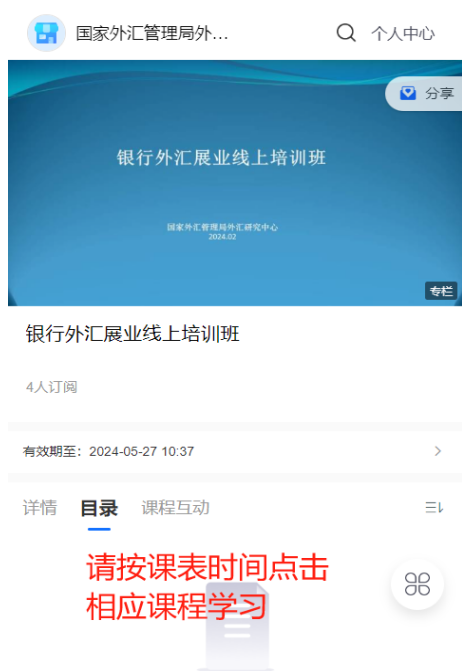 国家外汇管理局外...
个人中心
分享
银行外汇展业线上培训班
国家外汇管理局外汇研究中心
2024.02
专栏
银行外汇展业线上培训班
4人订阅
有效期至：2024-05-27 10:37
详情 目录 课程互动
请按课表时间点击
相应课程学习